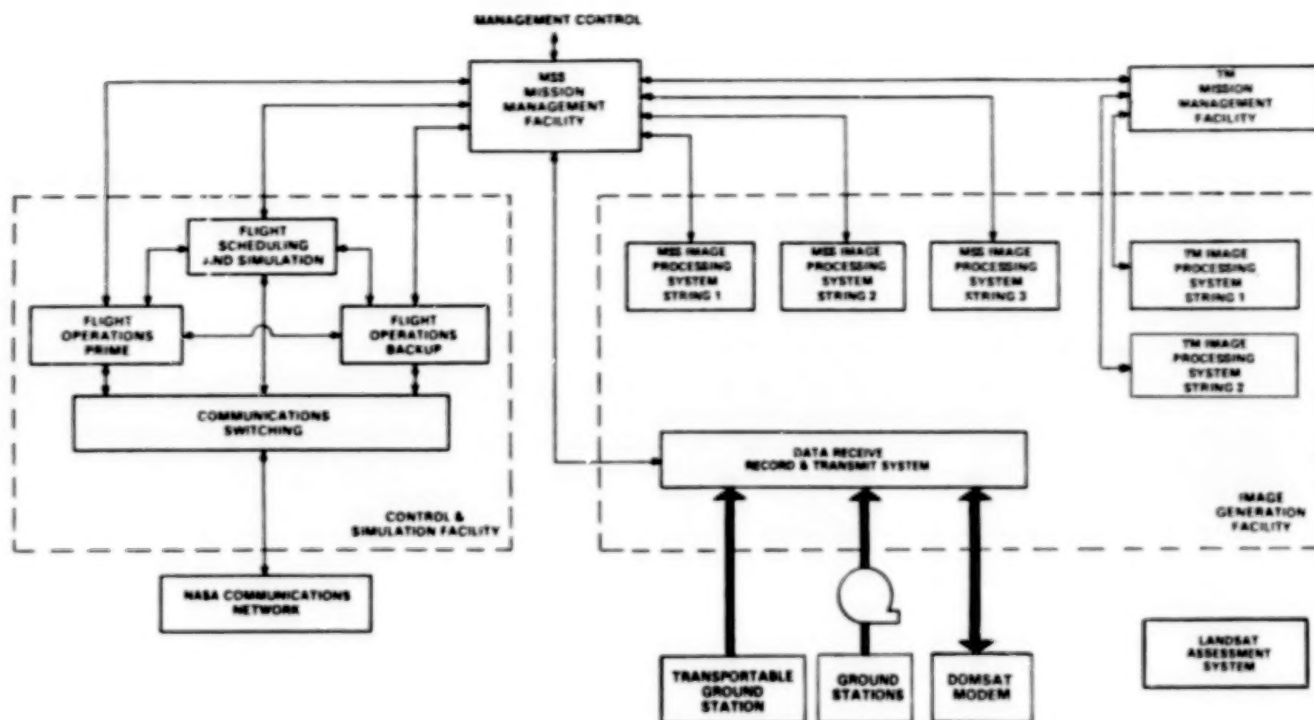 MANAGEMENT CONTROL
MSS
MISSION
MANAGEMENT
FACILITY
TM
MISSION
MANAGEMENT
FACILITY
FLIGHT
SCHEDULING
AND SIMULATION
FLIGHT
OPERATIONS
PRIME
FLIGHT
OPERATIONS
BACKUP
COMMUNICATIONS
SWITCHING
CONTROL &
SIMULATION FACILITY
NASA COMMUNICATIONS
NETWORK
MSS IMAGE
PROCESSING
SYSTEM
STRING 1
MSS IMAGE
PROCESSING
SYSTEM
STRING 2
MSS IMAGE
PROCESSING
SYSTEM
STRING 3
TM IMAGE
PROCESSING
SYSTEM
STRING 1
TM IMAGE
PROCESSING
SYSTEM
STRING 2
DATA RECEIVE
RECORD & TRANSMIT SYSTEM
IMAGE
GENERATION
FACILITY
TRANSPORTABLE
GROUND
STATION
GROUND
STATIONS
DOMSAT
MODEM
LANDSAT
ASSESSMENT
SYSTEM